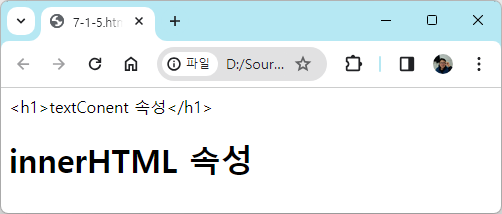 7-1-5.htm
파일
D:/Sour...
<h1>textConent 속성</h1>
innerHTML 속성